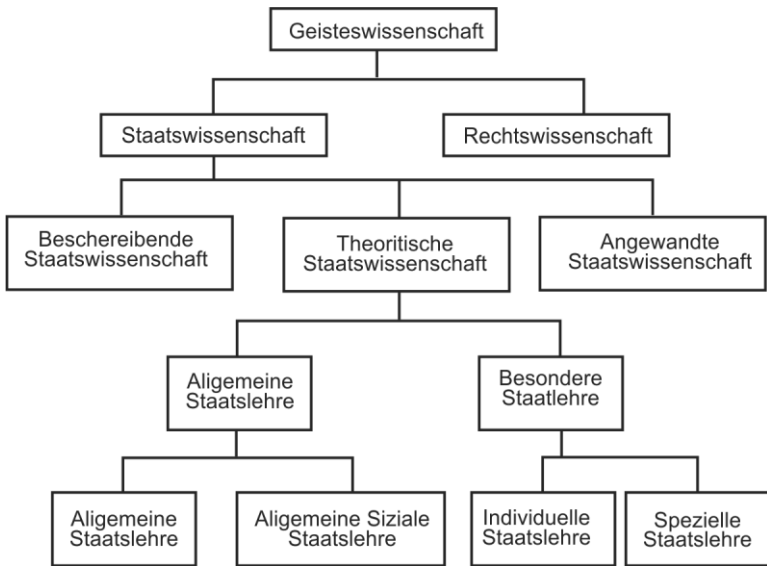 Geisteswissenschaft
Staatswissenschaft
Rechtswissenschaft
Beschereibende
Staatswissenschaft
Theoritische
Staatswissenschaft
Angewandte
Staatswissenschaft
Aligemeine
Staatslehre
Besondere
Staatlehre
Aligemeine
Staatslehre
Aligemeine Siziale
Staatslehre
Individuelle
Staatslehre
Spezielle
Staatslehre